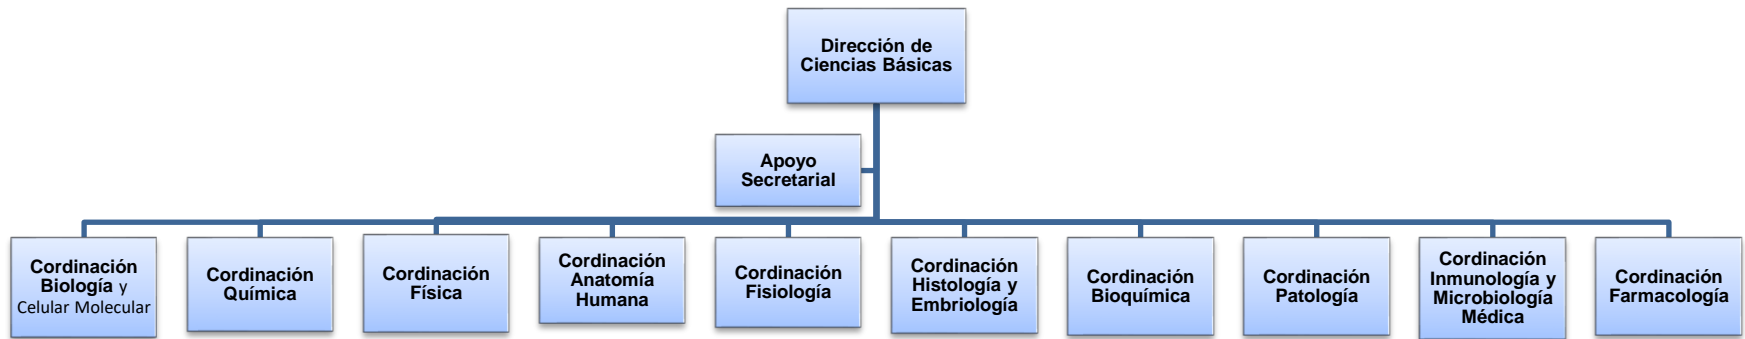 Dirección de
Ciencias Básicas
Apoyo
Secretarial
Cordinación
Biología y
Celular Molecular
Cordinación
Química
Cordinación
Física
Cordinación
Anatomía
Humana
Cordinación
Fisiología
Cordinación
Histología y
Embriología
Cordinación
Bioquímica
Cordinación
Patología
Cordinación
Inmunología y
Microbiología
Médica
Cordinación
Farmacología